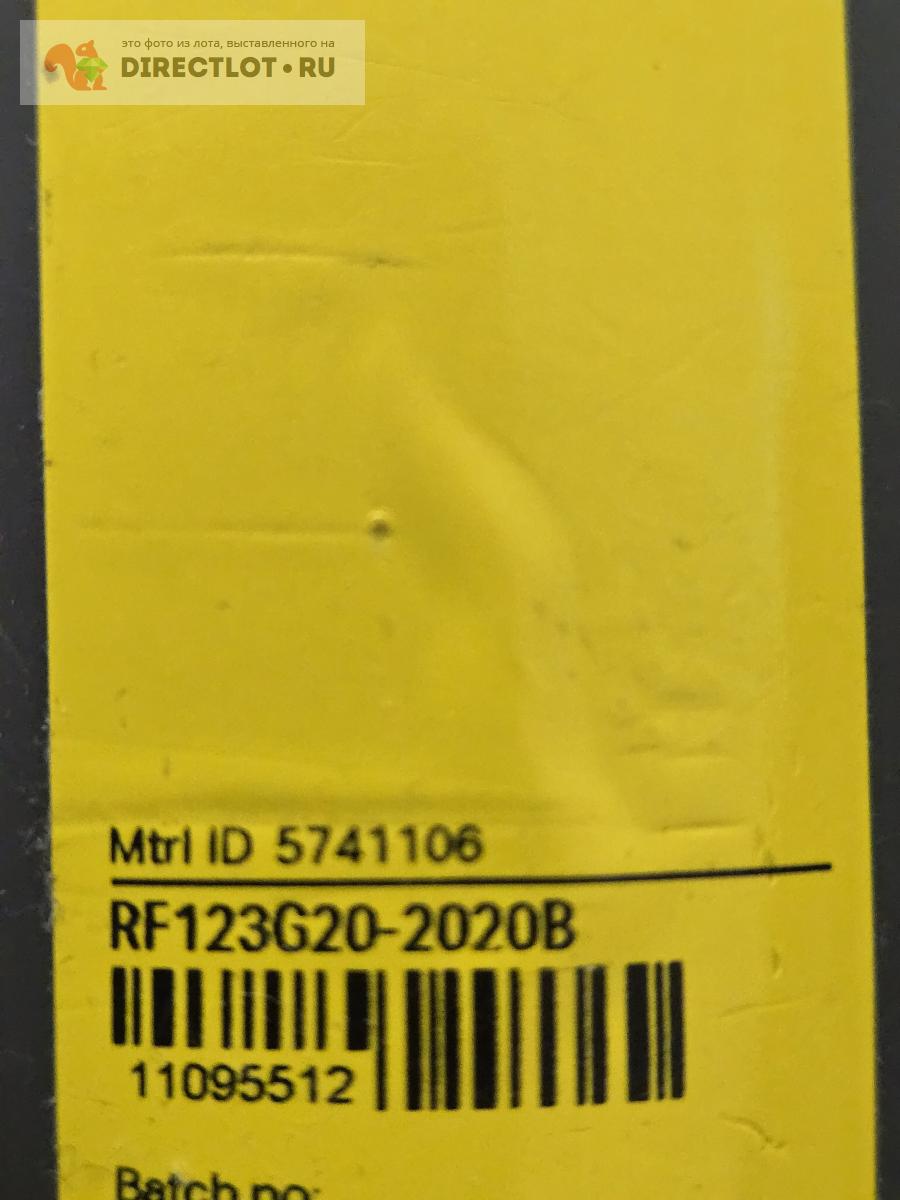 это фото из лота, выставленного на
DIRECTLOT•RU
Mtrl ID 5741106
RF123G20-2020B
11095512
Batch no: